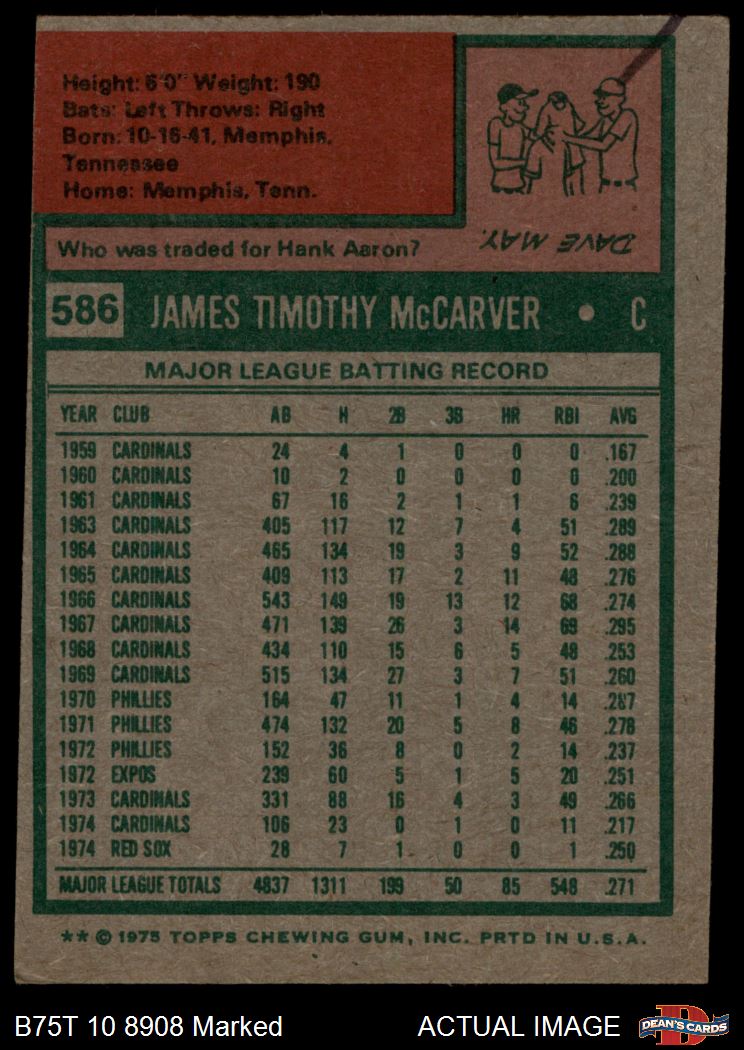 Height: 6'0" Weight: 190
Bats: Left Throws: Right
Born: 10-16-41, Memphis,
Tennessee
Home: Memphis, Tenn.
Who was traded for Hank Aaron?
DAVE MAY.
586 JAMES TIMOTHY McCARVER • C
MAJOR LEAGUE BATTING RECORD
YEAR CLUB AB H 2B 3B HR RBI AVG
1959 CARDINALS 24 4 1 0 0 0 .167
1960 CARDINALS 10 2 0 0 0 0 .200
1961 CARDINALS 67 16 2 1 1 6 .239
1963 CARDINALS 405 117 12 7 4 51 .289
1964 CARDINALS 465 134 19 3 9 52 .288
1965 CARDINALS 409 113 17 2 11 48 .276
1966 CARDINALS 543 149 19 13 12 68 .274
1967 CARDINALS 471 139 26 3 14 69 .295
1968 CARDINALS 434 110 15 6 5 48 .253
1969 CARDINALS 515 134 27 3 7 51 .260
1970 PHILLIES 164 47 11 1 4 14 .287
1971 PHILLIES 474 132 20 5 8 46 .278
1972 PHILLIES 152 36 8 0 2 14 .237
1972 EXPOS 239 60 5 1 5 20 .251
1973 CARDINALS 331 88 16 4 3 49 .266
1974 CARDINALS 106 23 0 1 0 11 .217
1974 RED SOX 28 7 1 0 0 1 .250
MAJOR LEAGUE TOTALS 4837 1311 199 50 85 548 .271
** © 1975 TOPPS CHEWING GUM, INC. PRTD IN U.S.A.
B75T 10 8908 Marked ACTUAL IMAGE DEAN'S CARDS